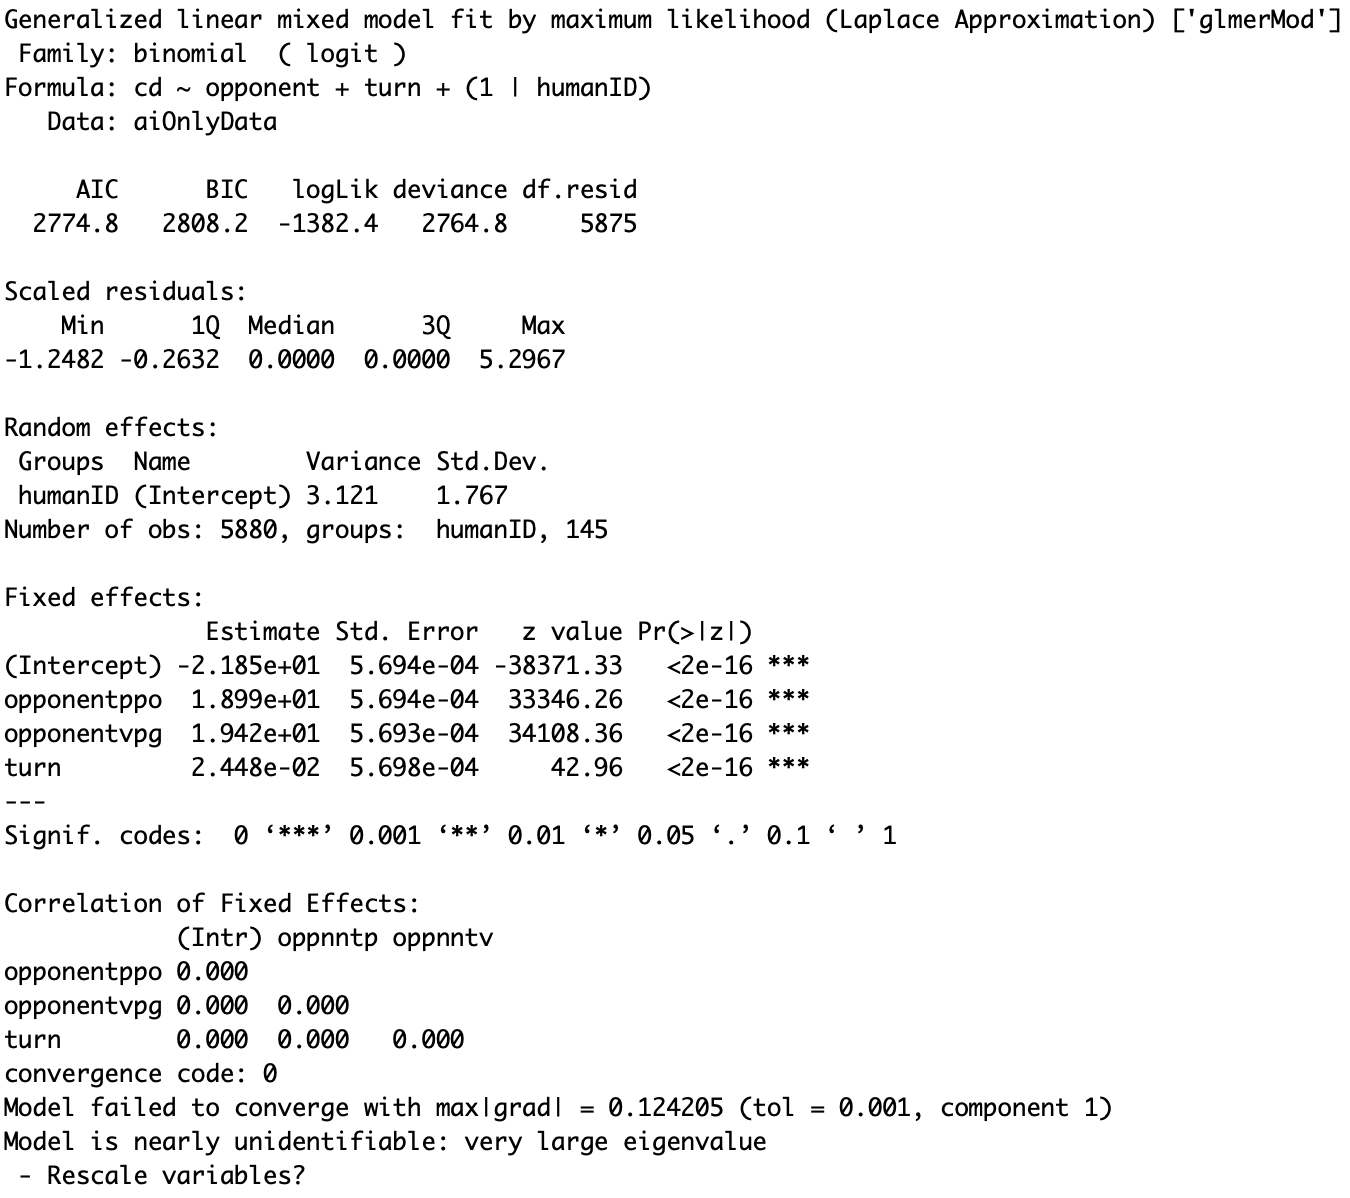 Generalized linear mixed model fit by maximum likelihood (Laplace Approximation) ['glmerMod']
 Family: binomial  ( logit )
Formula: cd ~ opponent + turn + (1 | humanID)
   Data: aiOnlyData

     AIC      BIC   logLik deviance df.resid
  2774.8   2808.2  -1382.4   2764.8     5875

Scaled residuals:
    Min      1Q  Median      3Q     Max
-1.2482 -0.2632  0.0000  0.0000  5.2967

Random effects:
 Groups  Name        Variance Std.Dev.
 humanID (Intercept) 3.121    1.767
Number of obs: 5880, groups:  humanID, 145

Fixed effects:
              Estimate Std. Error   z value Pr(>|z|)
(Intercept) -2.185e+01  5.694e-04 -38371.33   <2e-16 ***
opponentppo  1.899e+01  5.694e-04  33346.26   <2e-16 ***
opponentvpg  1.942e+01  5.693e-04  34108.36   <2e-16 ***
turn         2.448e-02  5.698e-04     42.96   <2e-16 ***
---
Signif. codes:  0 ‘***’ 0.001 ‘**’ 0.01 ‘*’ 0.05 ‘.’ 0.1 ‘ ’ 1

Correlation of Fixed Effects:
            (Intr) oppnntp oppnntv
opponentppo 0.000
opponentvpg 0.000  0.000
turn        0.000  0.000   0.000
convergence code: 0
Model failed to converge with max|grad| = 0.124205 (tol = 0.001, component 1)
Model is nearly unidentifiable: very large eigenvalue
 - Rescale variables?